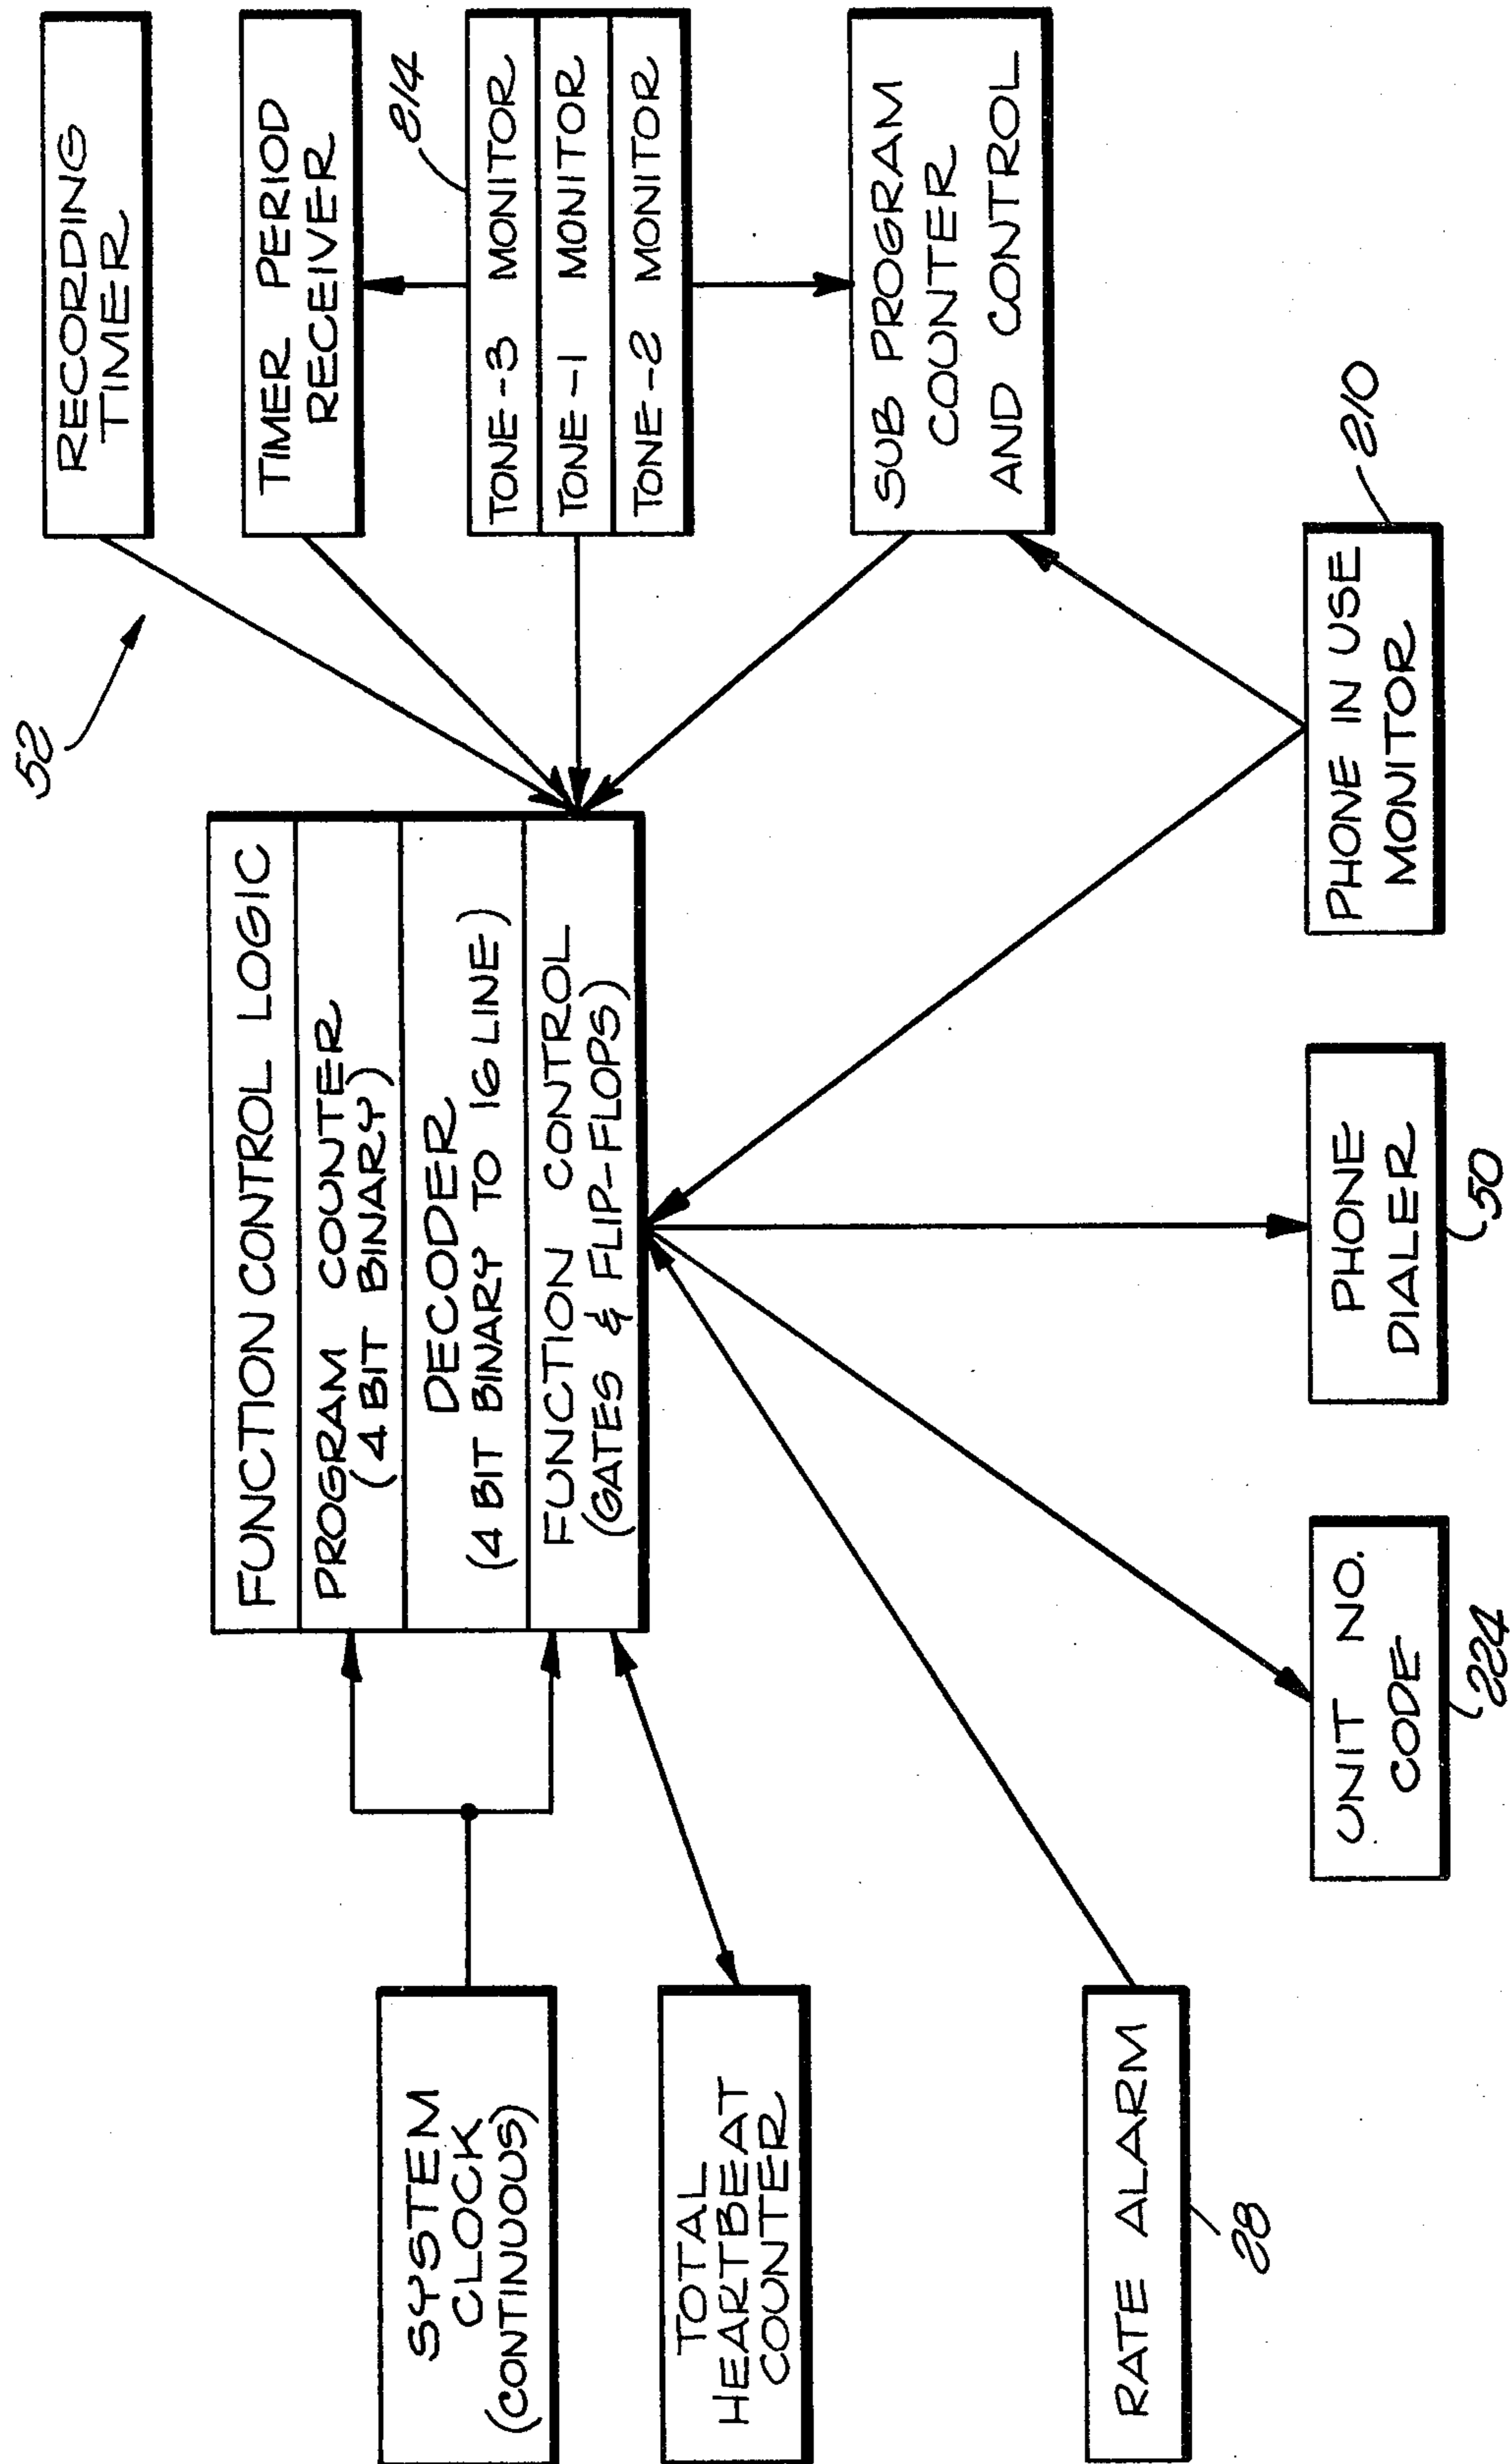 52
SYSTEM
CLOCK
(CONTINUOUS)
TOTAL
HEARTBEAT
COUNTER
RATE ALARM
28
FUNCTION CONTROL LOGIC
PROGRAM COUNTER
(4 BIT BINARY)
DECODER
(4 BIT BINARY TO 16 LINE)
FUNCTION CONTROL
(GATES & FLIP-FLOPS)
UNIT NO.
CODE
224
PHONE
DIALER
50
PHONE IN USE
MONITOR
210
RECORDING
TIMER
TIMER PERIOD
RECEIVER
TONE-3 MONITOR
214
TONE-1 MONITOR
TONE-2 MONITOR
SUB PROGRAM
COUNTER
AND CONTROL